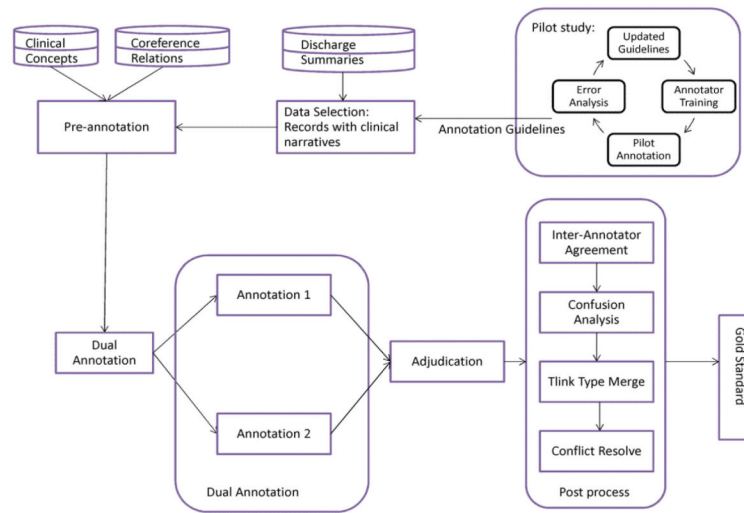 Clinical
Concepts
Coreference
Relations
Discharge
Summaries
Pilot study:
Updated
Guidelines
Error
Analysis
Annotator
Training
Pilot
Annotation
Pre-annotation
Data Selection:
Records with clinical
narratives
Annotation Guidelines
Inter-Annotator
Agreement
Annotation 1
Confusion
Analysis
Dual
Annotation
Adjudication
Tlink Type Merge
Gold Standard
Annotation 2
Conflict Resolve
Dual Annotation
Post process